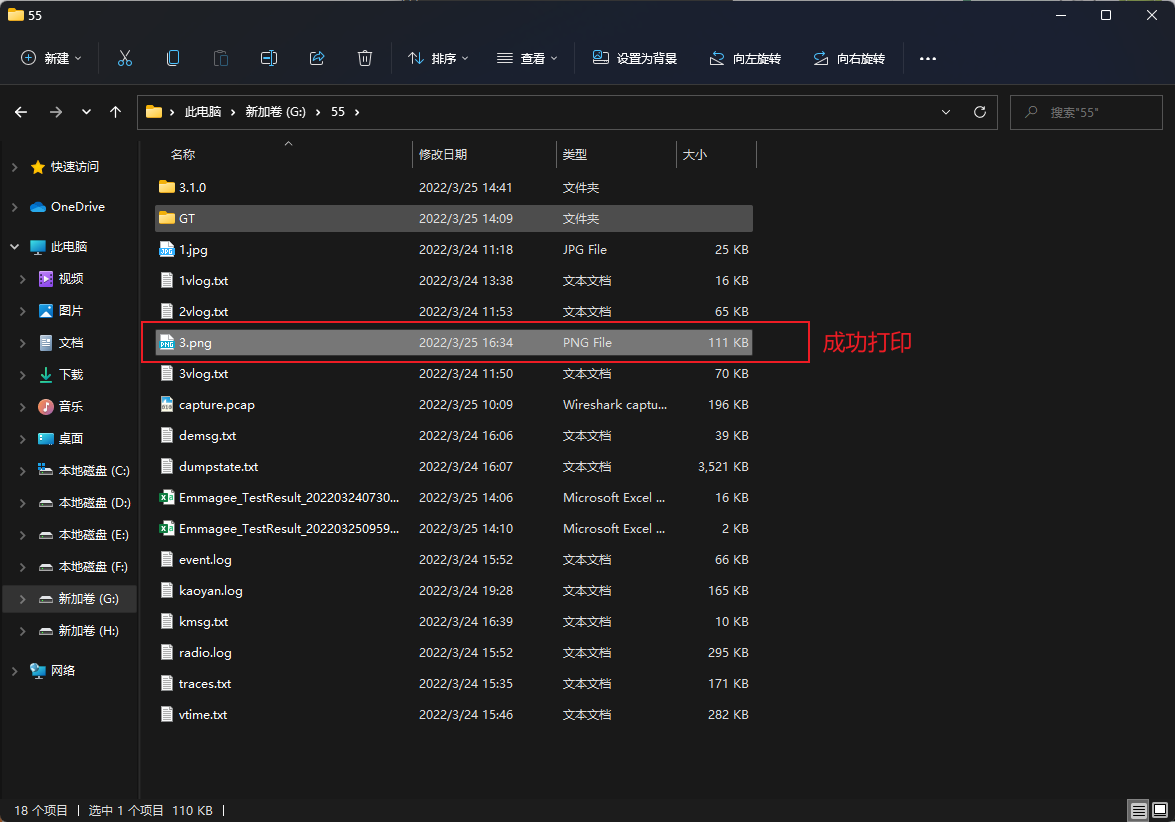 55
新建
排序
查看
设置为背景
向左旋转
向右旋转
此电脑 新加卷 (G:) 55
搜索"55"
快速访问
OneDrive
此电脑
视频
图片
文档
下载
音乐
桌面
本地磁盘 (C:)
本地磁盘 (D:)
本地磁盘 (E:)
本地磁盘 (F:)
新加卷 (G:)
新加卷 (H:)
网络
名称 修改日期 类型 大小
3.1.0 2022/3/25 14:41 文件夹
GT 2022/3/25 14:09 文件夹
1.jpg 2022/3/24 11:18 JPG File 25 KB
1vlog.txt 2022/3/24 13:38 文本文档 16 KB
2vlog.txt 2022/3/24 11:53 文本文档 65 KB
3.png 2022/3/25 16:34 PNG File 111 KB
成功打印
3vlog.txt 2022/3/24 11:50 文本文档 70 KB
capture.pcap 2022/3/25 10:09 Wireshark captu... 196 KB
demsg.txt 2022/3/24 16:06 文本文档 39 KB
dumpstate.txt 2022/3/24 16:07 文本文档 3,521 KB
Emmagee_TestResult_202203240730... 2022/3/25 14:06 Microsoft Excel ... 16 KB
Emmagee_TestResult_202203250959... 2022/3/25 14:10 Microsoft Excel ... 2 KB
event.log 2022/3/24 15:52 文本文档 66 KB
kaoyan.log 2022/3/24 19:28 文本文档 165 KB
kmsg.txt 2022/3/24 16:39 文本文档 10 KB
radio.log 2022/3/24 15:52 文本文档 295 KB
traces.txt 2022/3/24 15:35 文本文档 171 KB
vtime.txt 2022/3/24 15:46 文本文档 282 KB
18 个项目 选中 1 个项目 110 KB